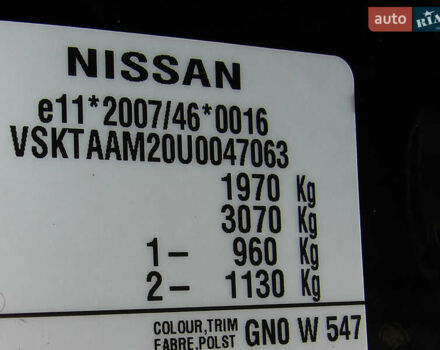 auto RIA
NISSAN
e11*2007/46*0016
VSKTAAM20U0047063
1970 Kg
3070 Kg
1- 960 Kg
2- 1130 Kg
COLOUR,TRIM GN0 W 547
FABRE,POLST